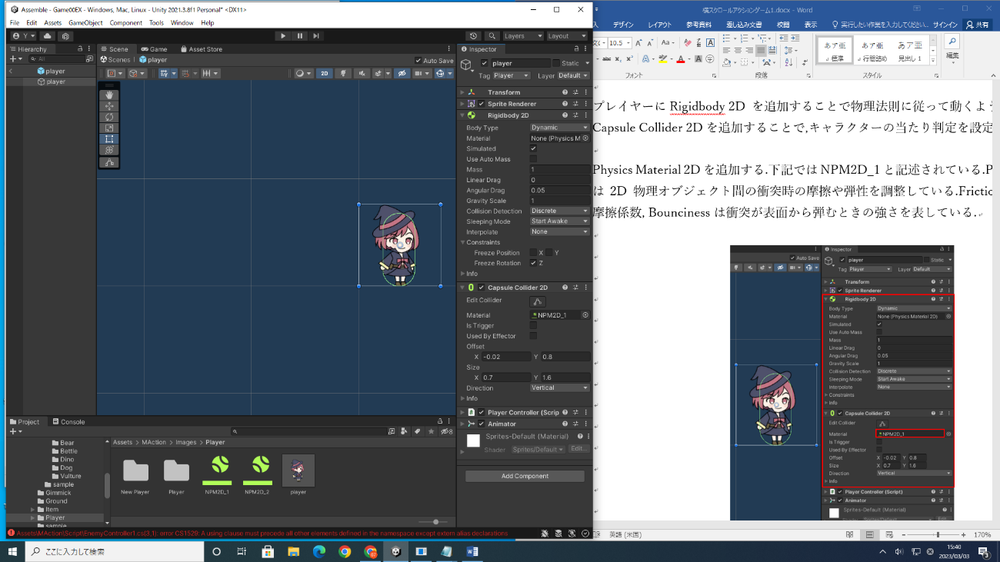 Assemble - Game00EX - Windows, Mac, Linux - Unity 2021.3.8f1 Personal* <DX11>
File Edit Assets GameObject Component Tools Window Help
Y
Layers Layout
Hierarchy
All
player
player
Scene Game Asset Store
Scenes player
Auto Save
2D
Inspector
player Static
Tag Player Layer Default
Transform
Sprite Renderer
Rigidbody 2D
Body Type Dynamic
Material None (Physics M
Simulated
Use Auto Mass
Mass 1
Linear Drag 0
Angular Drag 0.05
Gravity Scale 1
Collision Detection Discrete
Sleeping Mode Start Awake
Interpolate None
Constraints
Freeze Position X Y
Freeze Rotation Z
Info
Capsule Collider 2D
Edit Collider
Material NPM2D_1
Is Trigger
Used By Effector
Offset
X -0.02 Y 0.8
Size
X 0.7 Y 1.6
Direction Vertical
Info
Player Controller (Scrip
Animator
Sprites-Default (Material)
Shader Sprites/Default Edit...
Add Component
Project Console
8
Bear
Bettle
Dino
Dog
Vulture
sample
Gimmick
Ground
Item
Player
sample
Assets > MAction > Images > Player
New Player Player NPM2D_1 NPM2D_2 player
Assets\MAction\Script\EnemyController1.cs(3,1): error CS1529: A using clause must precede all other elements defined in the namespace except extern alias declarations
横スクロールアクションゲーム1.docx - Word
デザイン レイアウト 参考資料 差し込み文書 校閲 表示 実行したい作業を入力してください... サインイン 共有
10.5
フォント 段落 スタイル
あア亜 あア亜 あア亜
標準 行間詰め 見出し 1
編集
プレイヤーに Rigidbody 2D を追加することで物理法則に従って動くよう
Capsule Collider 2D を追加することで,キャラクターの当たり判定を設定
Physics Material 2D を追加する.下記では NPM2D_1 と記述されている.P
は 2D 物理オブジェクト間の衝突時の摩擦や弾性を調整している.Frictio
摩擦係数, Bounciness は衝突が表面から弾むときの強さを表している.
Auto Save
Inspector
player Static
Tag Player Layer Default
Transform
Sprite Renderer
Rigidbody 2D
Body Type Dynamic
Material None (Physics Material 2D)
Simulated
Use Auto Mass
Mass 1
Linear Drag 0
Angular Drag 0.05
Gravity Scale 1
Collision Detection Discrete
Sleeping Mode Start Awake
Interpolate None
Constraints
Info
Capsule Collider 2D
Edit Collider
Material NPM2D_1
Is Trigger
Used By Effector
Offset X -0.02 Y 0.8
Size X 0.7 Y 1.6
Direction Vertical
Info
Player Controller (Script)
Animator
Sprites-Default (Material)
英語 (米国)
170%
ここに入力して検索
15:40
2023/03/03
3